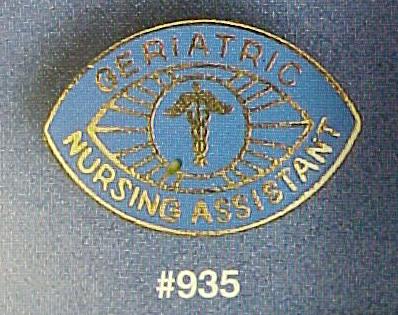 GERIATRIC
NURSING ASSISTANT
#935